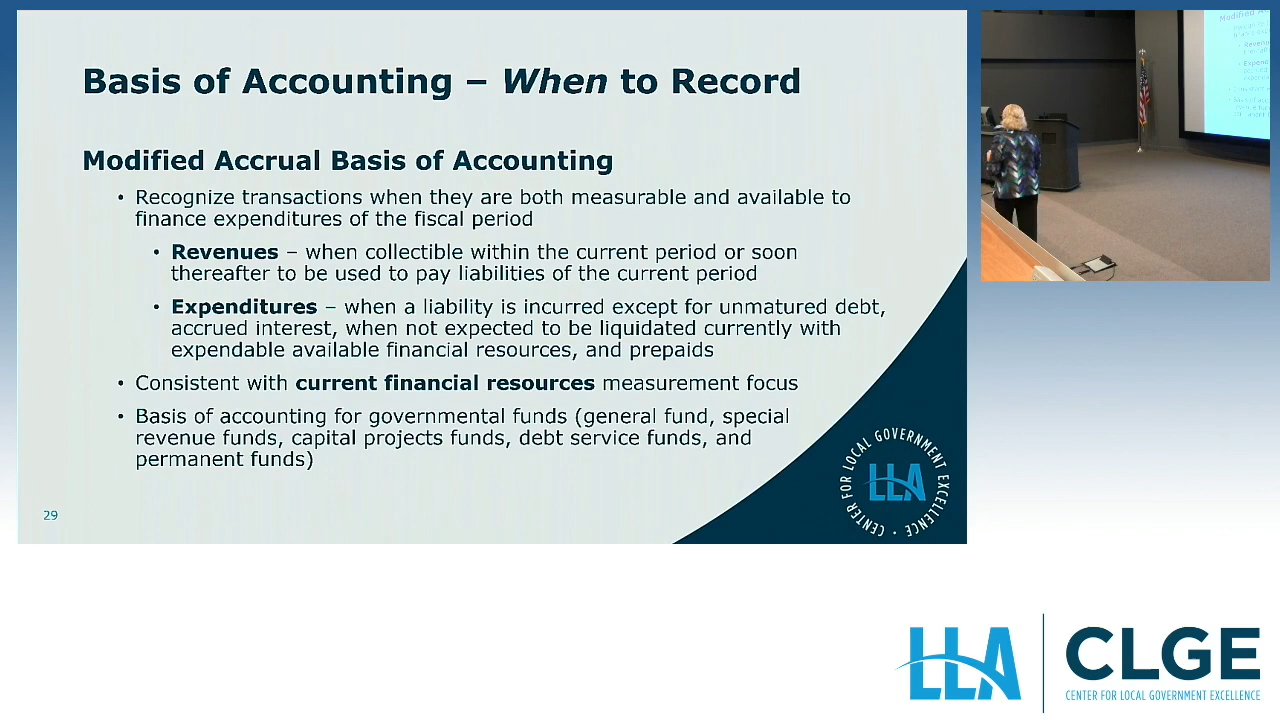 Basis of Accounting – When to Record
Modified Accrual Basis of Accounting
• Recognize transactions when they are both measurable and available to
finance expenditures of the fiscal period
• Revenues – when collectible within the current period or soon
thereafter to be used to pay liabilities of the current period
• Expenditures – when a liability is incurred except for unmatured debt,
accrued interest, when not expected to be liquidated currently with
expendable available financial resources, and prepaids
• Consistent with current financial resources measurement focus
• Basis of accounting for governmental funds (general fund, special
revenue funds, capital projects funds, debt service funds, and
permanent funds)
29
CENTER FOR LOCAL GOVERNMENT EXCELLENCE •
LLA
LLA
CLGE
CENTER FOR LOCAL GOVERNMENT EXCELLENCE